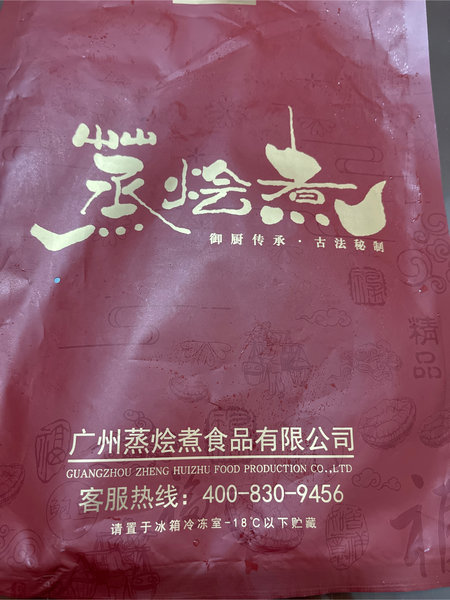 蒸烩煮
御厨传承·古法秘制
精品
广州蒸烩煮食品有限公司
GUANGZHOU ZHENG HUIZHU FOOD PRODUCTION CO.,LTD
客服热线：400-830-9456
请置于冰箱冷冻室-18℃以下贮藏